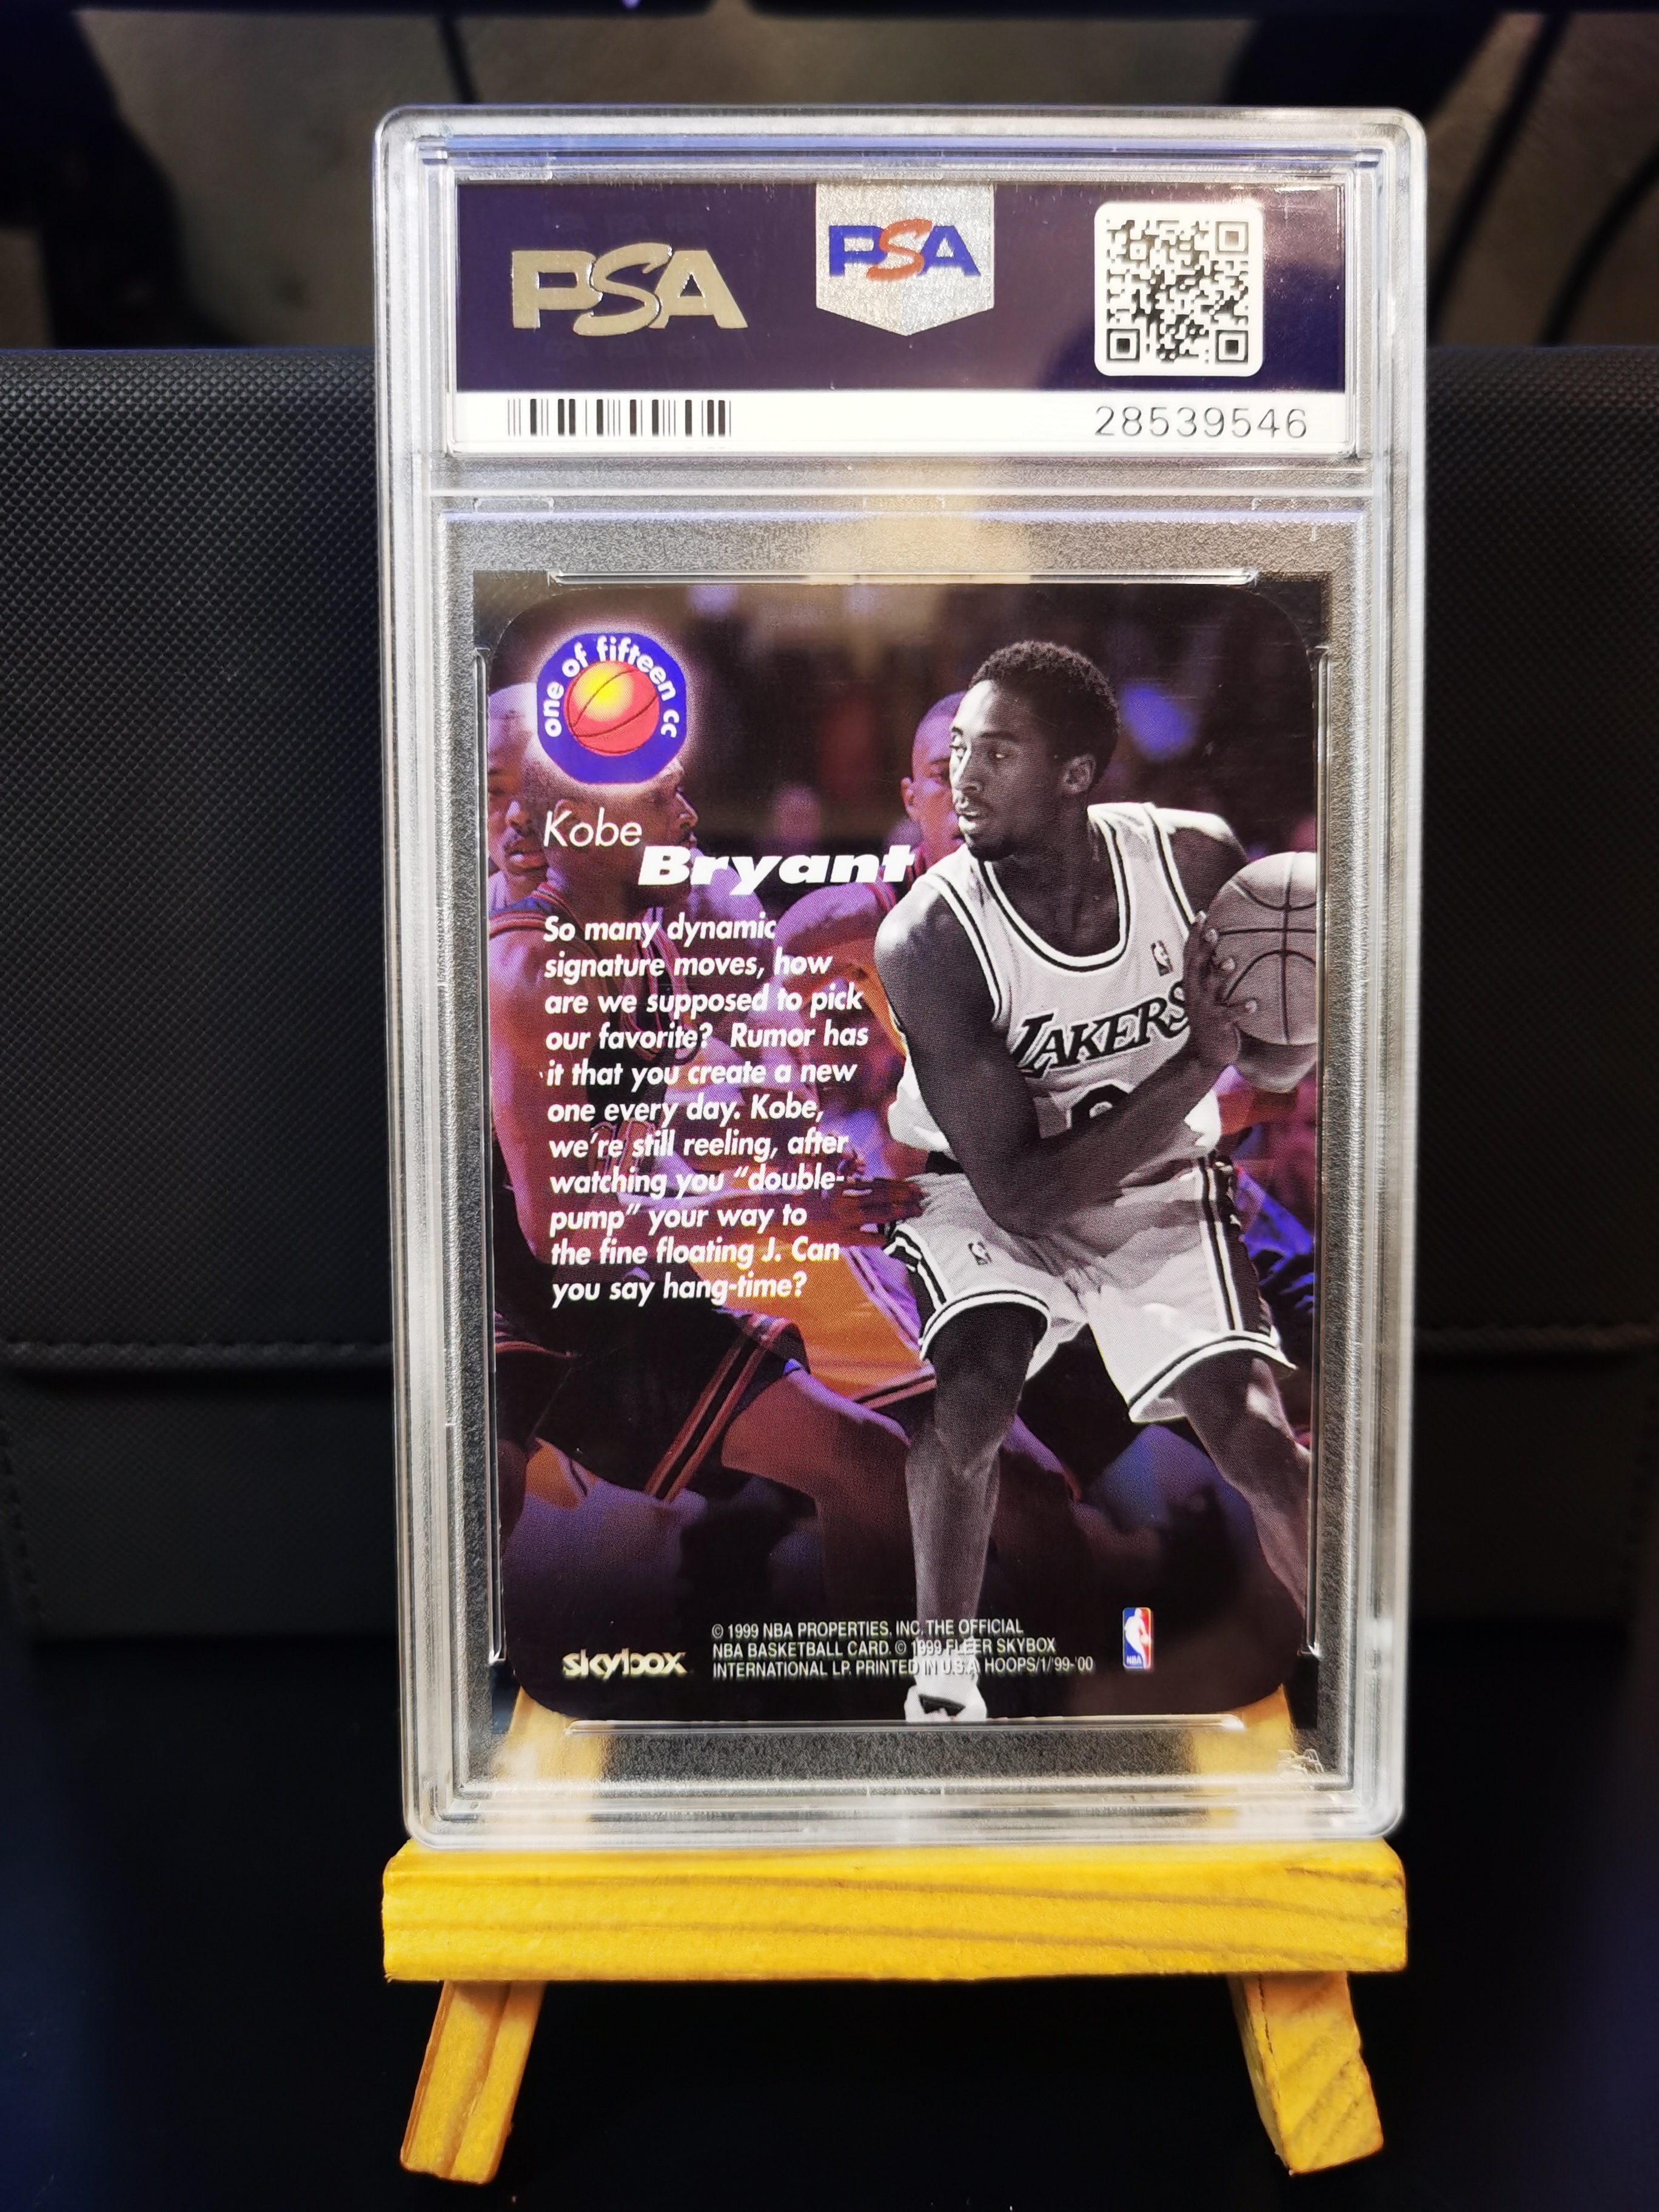 PSA
PSA
28539546
one of fifteen cc
Kobe
Bryant
So many dynamic
signature moves, how
are we supposed to pick
our favorite? Rumor has
it that you create a new
one every day. Kobe,
we're still reeling, after
watching you "double-
pump" your way to
the fine floating J. Can
you say hang-time?
LAKERS
© 1999 NBA PROPERTIES, INC. THE OFFICIAL
NBA BASKETBALL CARD. © 1999 FLEER SKYBOX
INTERNATIONAL LP. PRINTED IN U.S.A. HOOPS/1/'99-'00
skybox
NBA